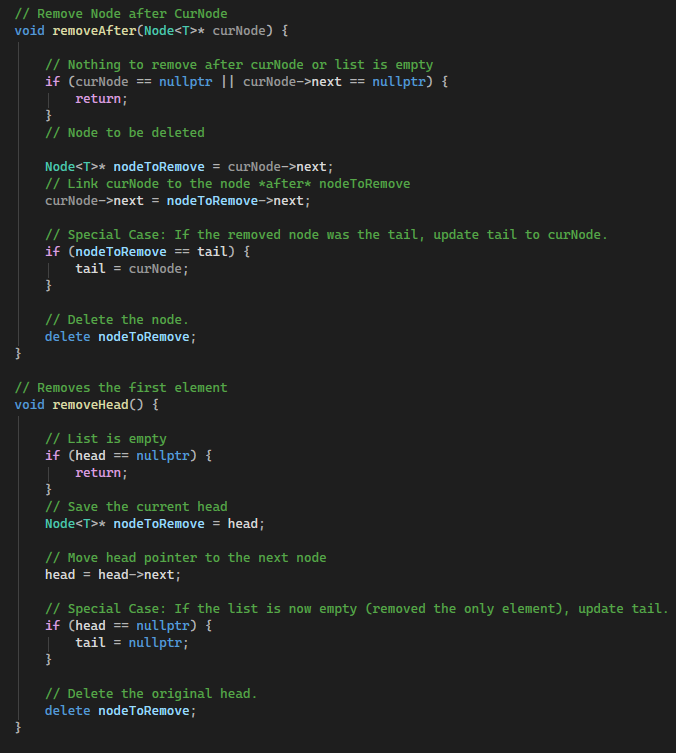 // Remove Node after CurNode
void removeAfter(Node<T>* curNode) {
// Nothing to remove after curNode or list is empty
if (curNode == nullptr || curNode->next == nullptr) {
return;
}
// Node to be deleted
Node<T>* nodeToRemove = curNode->next;
// Link curNode to the node *after* nodeToRemove
curNode->next = nodeToRemove->next;
// Special Case: If the removed node was the tail, update tail to curNode.
if (nodeToRemove == tail) {
tail = curNode;
}
// Delete the node.
delete nodeToRemove;
}
// Removes the first element
void removeHead() {
// List is empty
if (head == nullptr) {
return;
}
// Save the current head
Node<T>* nodeToRemove = head;
// Move head pointer to the next node
head = head->next;
// Special Case: If the list is now empty (removed the only element), update tail.
if (head == nullptr) {
tail = nullptr;
}
// Delete the original head.
delete nodeToRemove;
}